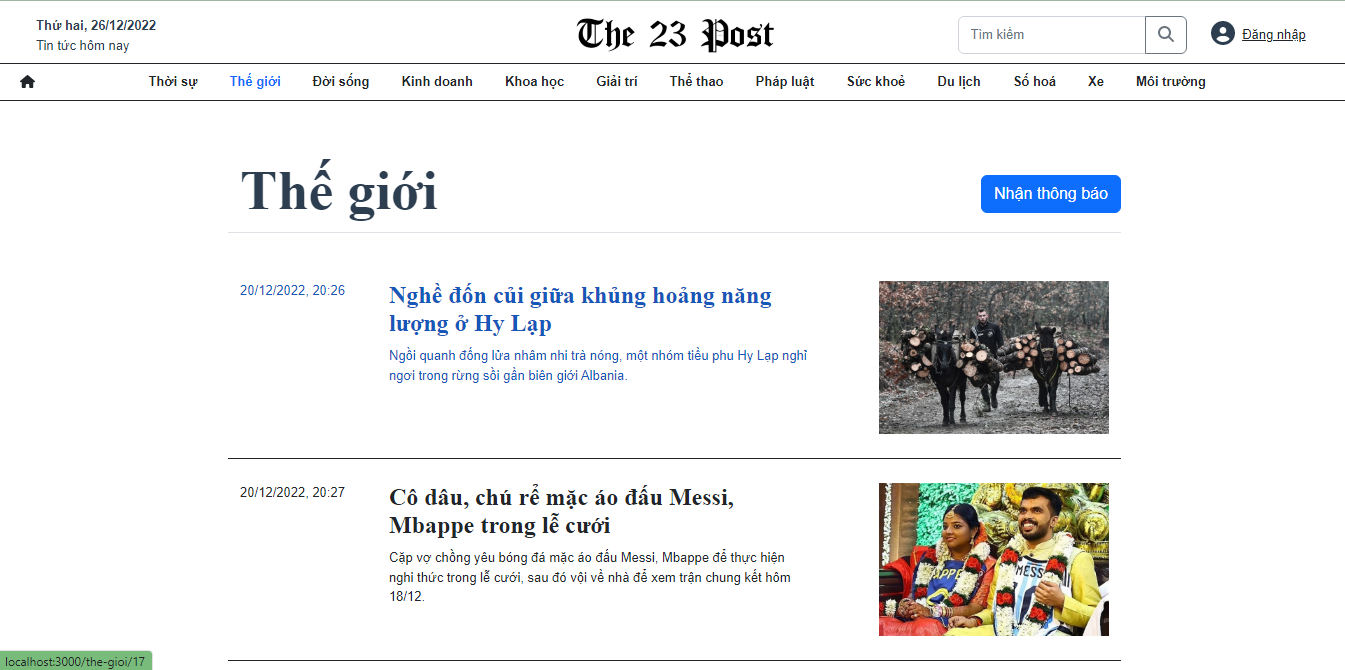 Thứ hai, 26/12/2022
Tin tức hôm nay
The 23 Post
Tìm kiếm
Đăng nhập
Thời sự Thế giới Đời sống Kinh doanh Khoa học Giải trí Thể thao Pháp luật Sức khoẻ Du lịch Số hoá Xe Môi trường
Thế giới
Nhận thông báo
20/12/2022, 20:26
Nghề đốn củi giữa khủng hoảng năng
lượng ở Hy Lạp
Ngồi quanh đống lửa nhâm nhi trà nóng, một nhóm tiều phu Hy Lạp nghỉ
ngơi trong rừng sồi gần biên giới Albania.
20/12/2022, 20:27
Cô dâu, chú rể mặc áo đấu Messi,
Mbappe trong lễ cưới
Cặp vợ chồng yêu bóng đá mặc áo đấu Messi, Mbappe để thực hiện
nghi thức trong lễ cưới, sau đó vội về nhà để xem trận chung kết hôm
18/12.
MESS
localhost:3000/the-gioi/17